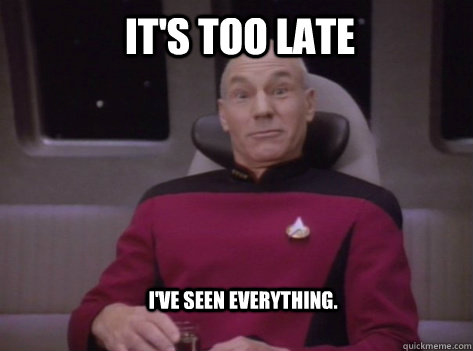 IT'S TOO LATE
I'VE SEEN EVERYTHING.
quickmeme.com